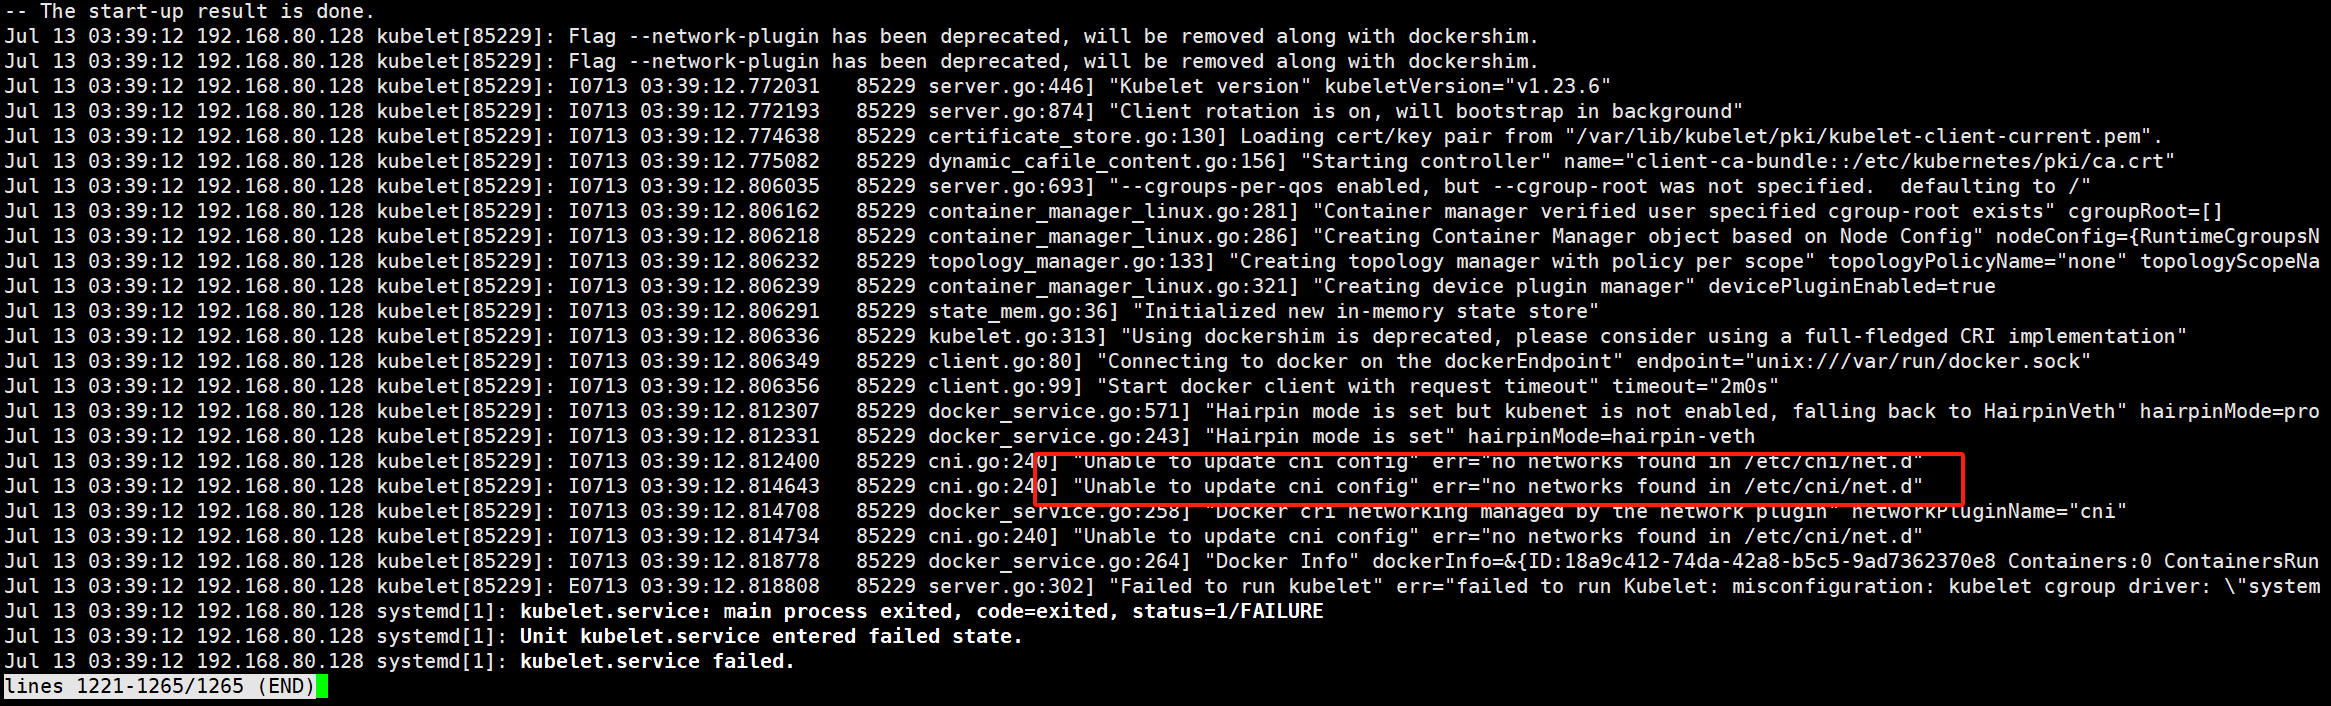 -- The start-up result is done.
Jul 13 03:39:12 192.168.80.128 kubelet[85229]: Flag --network-plugin has been deprecated, will be removed along with dockershim.
Jul 13 03:39:12 192.168.80.128 kubelet[85229]: Flag --network-plugin has been deprecated, will be removed along with dockershim.
Jul 13 03:39:12 192.168.80.128 kubelet[85229]: I0713 03:39:12.772031   85229 server.go:446] "Kubelet version" kubeletVersion="v1.23.6"
Jul 13 03:39:12 192.168.80.128 kubelet[85229]: I0713 03:39:12.772193   85229 server.go:874] "Client rotation is on, will bootstrap in background"
Jul 13 03:39:12 192.168.80.128 kubelet[85229]: I0713 03:39:12.774638   85229 certificate_store.go:130] Loading cert/key pair from "/var/lib/kubelet/pki/kubelet-client-current.pem".
Jul 13 03:39:12 192.168.80.128 kubelet[85229]: I0713 03:39:12.775082   85229 dynamic_cafile_content.go:156] "Starting controller" name="client-ca-bundle::/etc/kubernetes/pki/ca.crt"
Jul 13 03:39:12 192.168.80.128 kubelet[85229]: I0713 03:39:12.806035   85229 server.go:693] "--cgroups-per-qos enabled, but --cgroup-root was not specified.  defaulting to /"
Jul 13 03:39:12 192.168.80.128 kubelet[85229]: I0713 03:39:12.806162   85229 container_manager_linux.go:281] "Container manager verified user specified cgroup-root exists" cgroupRoot=[]
Jul 13 03:39:12 192.168.80.128 kubelet[85229]: I0713 03:39:12.806218   85229 container_manager_linux.go:286] "Creating Container Manager object based on Node Config" nodeConfig={RuntimeCgroupsN
Jul 13 03:39:12 192.168.80.128 kubelet[85229]: I0713 03:39:12.806232   85229 topology_manager.go:133] "Creating topology manager with policy per scope" topologyPolicyName="none" topologyScopeNa
Jul 13 03:39:12 192.168.80.128 kubelet[85229]: I0713 03:39:12.806239   85229 container_manager_linux.go:321] "Creating device plugin manager" devicePluginEnabled=true
Jul 13 03:39:12 192.168.80.128 kubelet[85229]: I0713 03:39:12.806291   85229 state_mem.go:36] "Initialized new in-memory state store"
Jul 13 03:39:12 192.168.80.128 kubelet[85229]: I0713 03:39:12.806336   85229 kubelet.go:313] "Using dockershim is deprecated, please consider using a full-fledged CRI implementation"
Jul 13 03:39:12 192.168.80.128 kubelet[85229]: I0713 03:39:12.806349   85229 client.go:80] "Connecting to docker on the dockerEndpoint" endpoint="unix:///var/run/docker.sock"
Jul 13 03:39:12 192.168.80.128 kubelet[85229]: I0713 03:39:12.806356   85229 client.go:99] "Start docker client with request timeout" timeout="2m0s"
Jul 13 03:39:12 192.168.80.128 kubelet[85229]: I0713 03:39:12.812307   85229 docker_service.go:571] "Hairpin mode is set but kubenet is not enabled, falling back to HairpinVeth" hairpinMode=pro
Jul 13 03:39:12 192.168.80.128 kubelet[85229]: I0713 03:39:12.812331   85229 docker_service.go:243] "Hairpin mode is set" hairpinMode=hairpin-veth
Jul 13 03:39:12 192.168.80.128 kubelet[85229]: I0713 03:39:12.812400   85229 cni.go:240] "Unable to update cni config" err="no networks found in /etc/cni/net.d"
Jul 13 03:39:12 192.168.80.128 kubelet[85229]: I0713 03:39:12.814643   85229 cni.go:240] "Unable to update cni config" err="no networks found in /etc/cni/net.d"
Jul 13 03:39:12 192.168.80.128 kubelet[85229]: I0713 03:39:12.814708   85229 docker_service.go:258] "Docker cri networking managed by the network plugin" networkPluginName="cni"
Jul 13 03:39:12 192.168.80.128 kubelet[85229]: I0713 03:39:12.814734   85229 cni.go:240] "Unable to update cni config" err="no networks found in /etc/cni/net.d"
Jul 13 03:39:12 192.168.80.128 kubelet[85229]: I0713 03:39:12.818778   85229 docker_service.go:264] "Docker Info" dockerInfo=&{ID:18a9c412-74da-42a8-b5c5-9ad7362370e8 Containers:0 ContainersRun
Jul 13 03:39:12 192.168.80.128 kubelet[85229]: E0713 03:39:12.818808   85229 server.go:302] "Failed to run kubelet" err="failed to run Kubelet: misconfiguration: kubelet cgroup driver: \"system
Jul 13 03:39:12 192.168.80.128 systemd[1]: kubelet.service: main process exited, code=exited, status=1/FAILURE
Jul 13 03:39:12 192.168.80.128 systemd[1]: Unit kubelet.service entered failed state.
Jul 13 03:39:12 192.168.80.128 systemd[1]: kubelet.service failed.
lines 1221-1265/1265 (END)